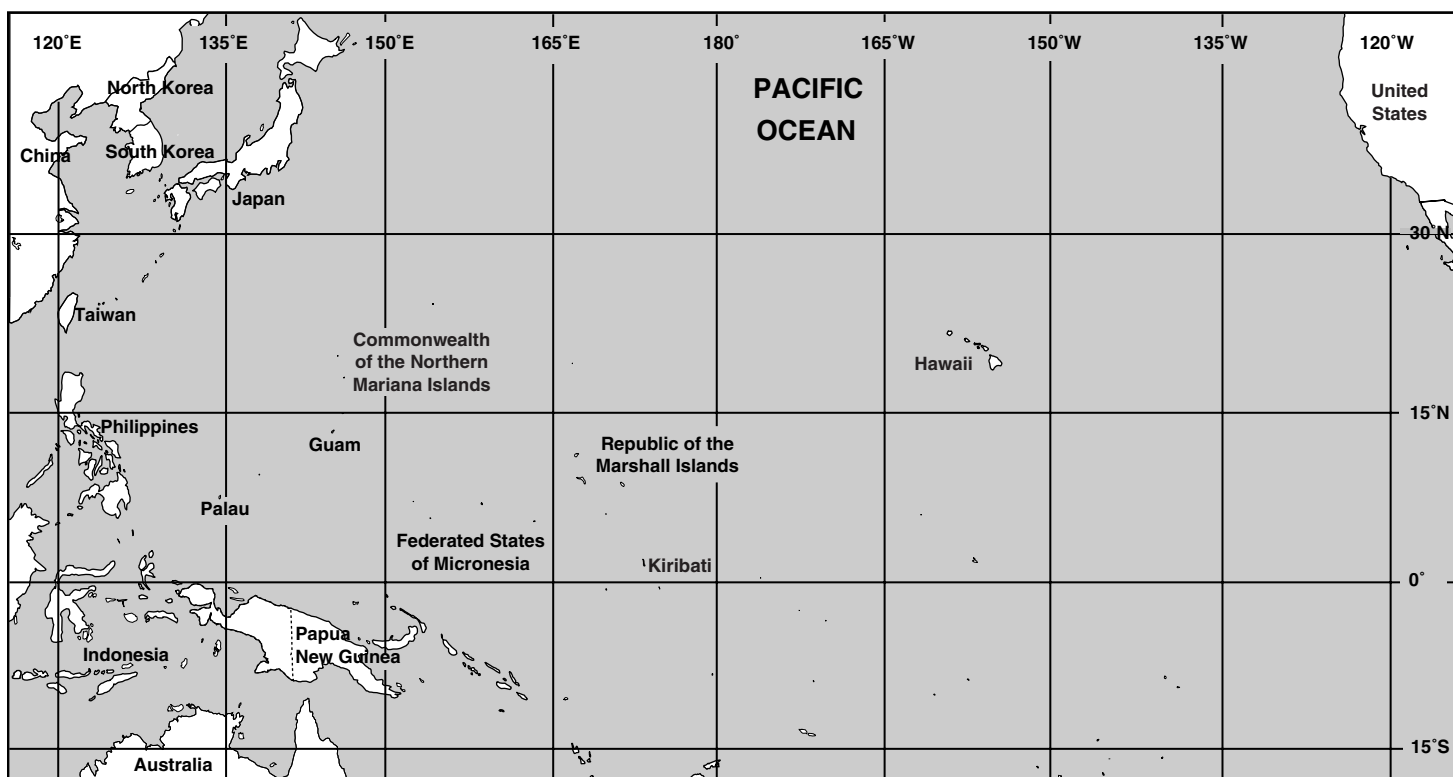 120˚E
135˚E
150˚E
165˚E
180˚
165˚W
150˚W
135˚W
120˚W
PACIFIC
OCEAN
North Korea
United
States
China
South Korea
Japan
30˚N
Taiwan
Commonwealth
of the Northern
Mariana Islands
Hawaii
15˚N
Philippines
Guam
Republic of the
Marshall Islands
Palau
Federated States
of Micronesia
Kiribati
0˚
Papua
New Guinea
Indonesia
15˚S
Australia